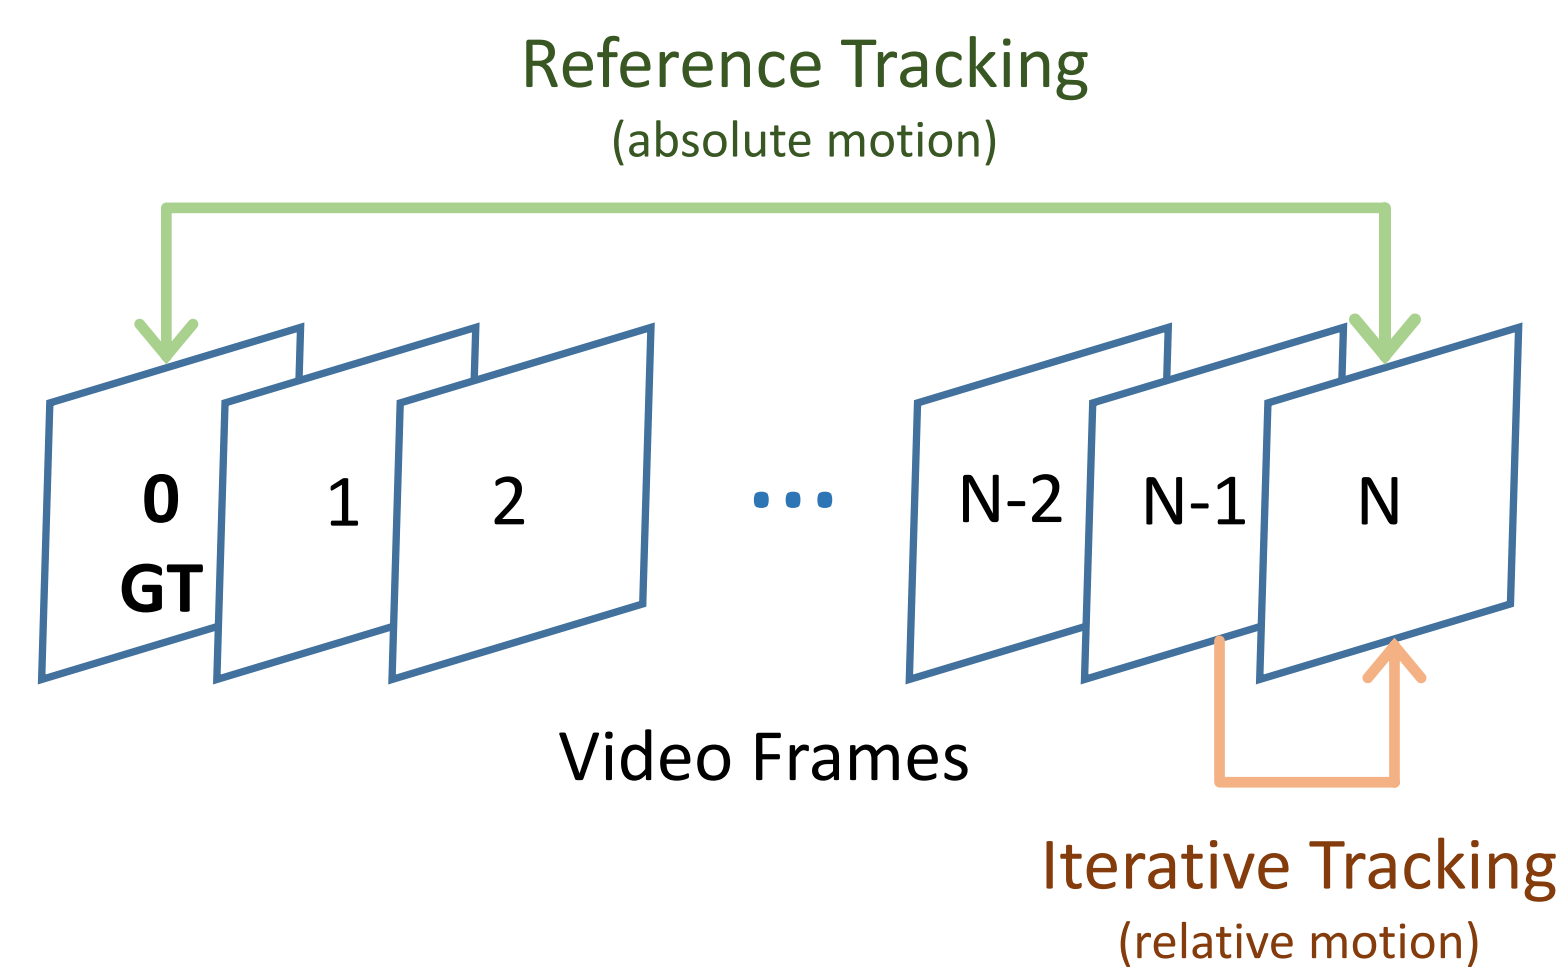 Reference Tracking
(absolute motion)
0
GT
1
2
...
N-2
N-1
N
Video Frames
Iterative Tracking
(relative motion)